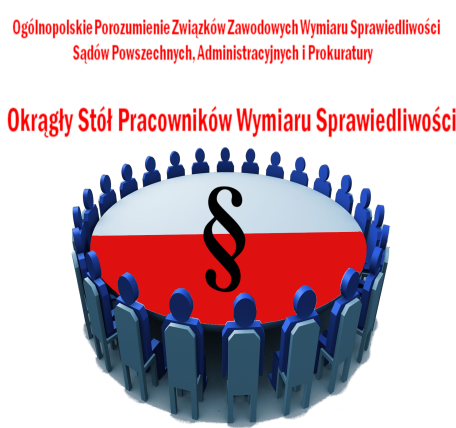 Ogólnopolskie Porozumienie Związków Zawodowych Wymiaru Sprawiedliwości
Sądów Powszechnych, Administracyjnych i Prokuratury
Okrągły Stół Pracowników Wymiaru Sprawiedliwości
§